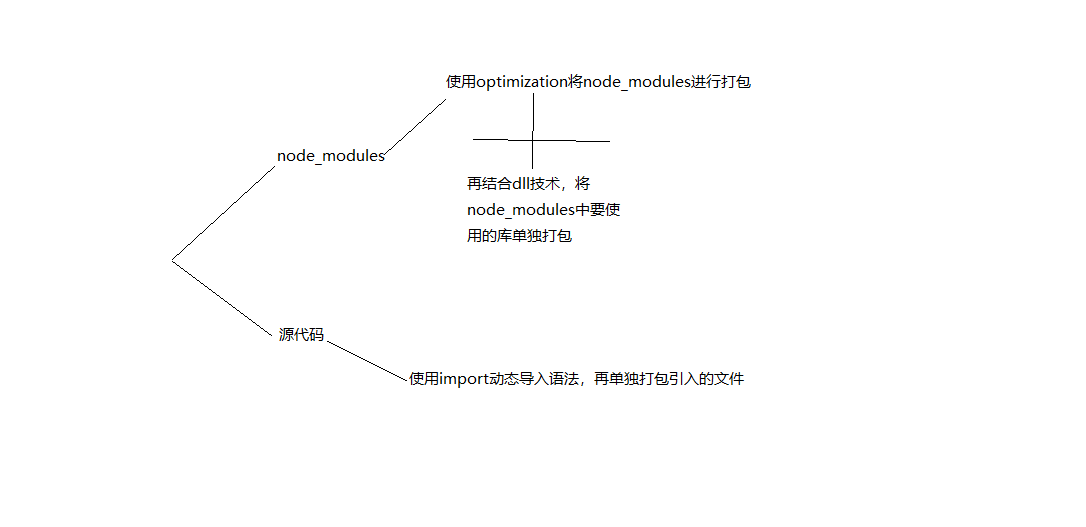 使用optimization将node_modules进行打包
node_modules
再结合dll技术，将
node_modules中要使
用的库单独打包
源代码
使用import动态导入语法，再单独打包引入的文件